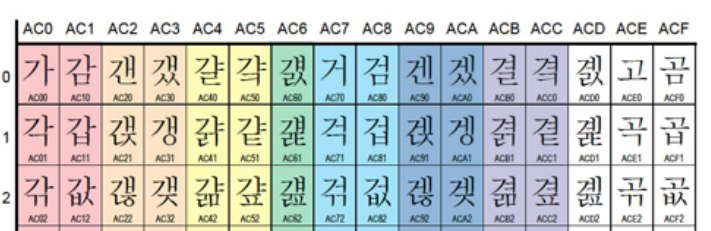 AC0 AC1 AC2 AC3 AC4 AC5 AC6 AC7 AC8 AC9 ACA ACB ACC ACD ACE ACF
0 가 감 갠 갰 걀 걐 걠 거 검 겐 겠 결 곀 곐 고 곰
AC00 AC10 AC20 AC30 AC40 AC50 AC60 AC70 AC80 AC90 ACA0 ACB0 ACC0 ACD0 ACE0 ACF0
1 각 갑 갡 갱 걁 걑 걡 걱 겁 겑 겡 겱 곁 곑 곡 곱
AC01 AC11 AC21 AC31 AC41 AC51 AC61 AC71 AC81 AC91 ACA1 ACB1 ACC1 ACD1 ACE1 ACF1
2 갂 값 갢 갲 걂 걒 걢 걲 겂 겒 겢 겲 곂 곒 곢 곲
AC02 AC12 AC22 AC32 AC42 AC52 AC62 AC72 AC82 AC92 ACA2 ACB2 ACC2 ACD2 ACE2 ACF2